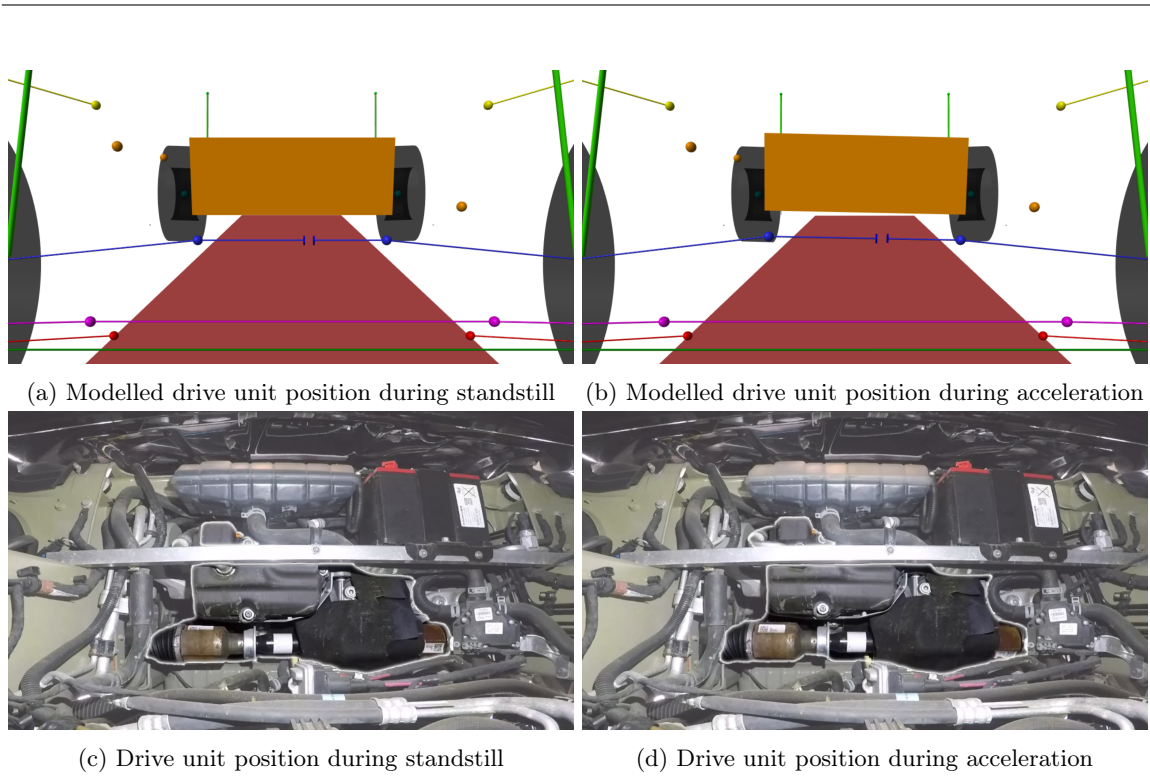 (a) Modelled drive unit position during standstill
(b) Modelled drive unit position during acceleration
(c) Drive unit position during standstill
(d) Drive unit position during acceleration